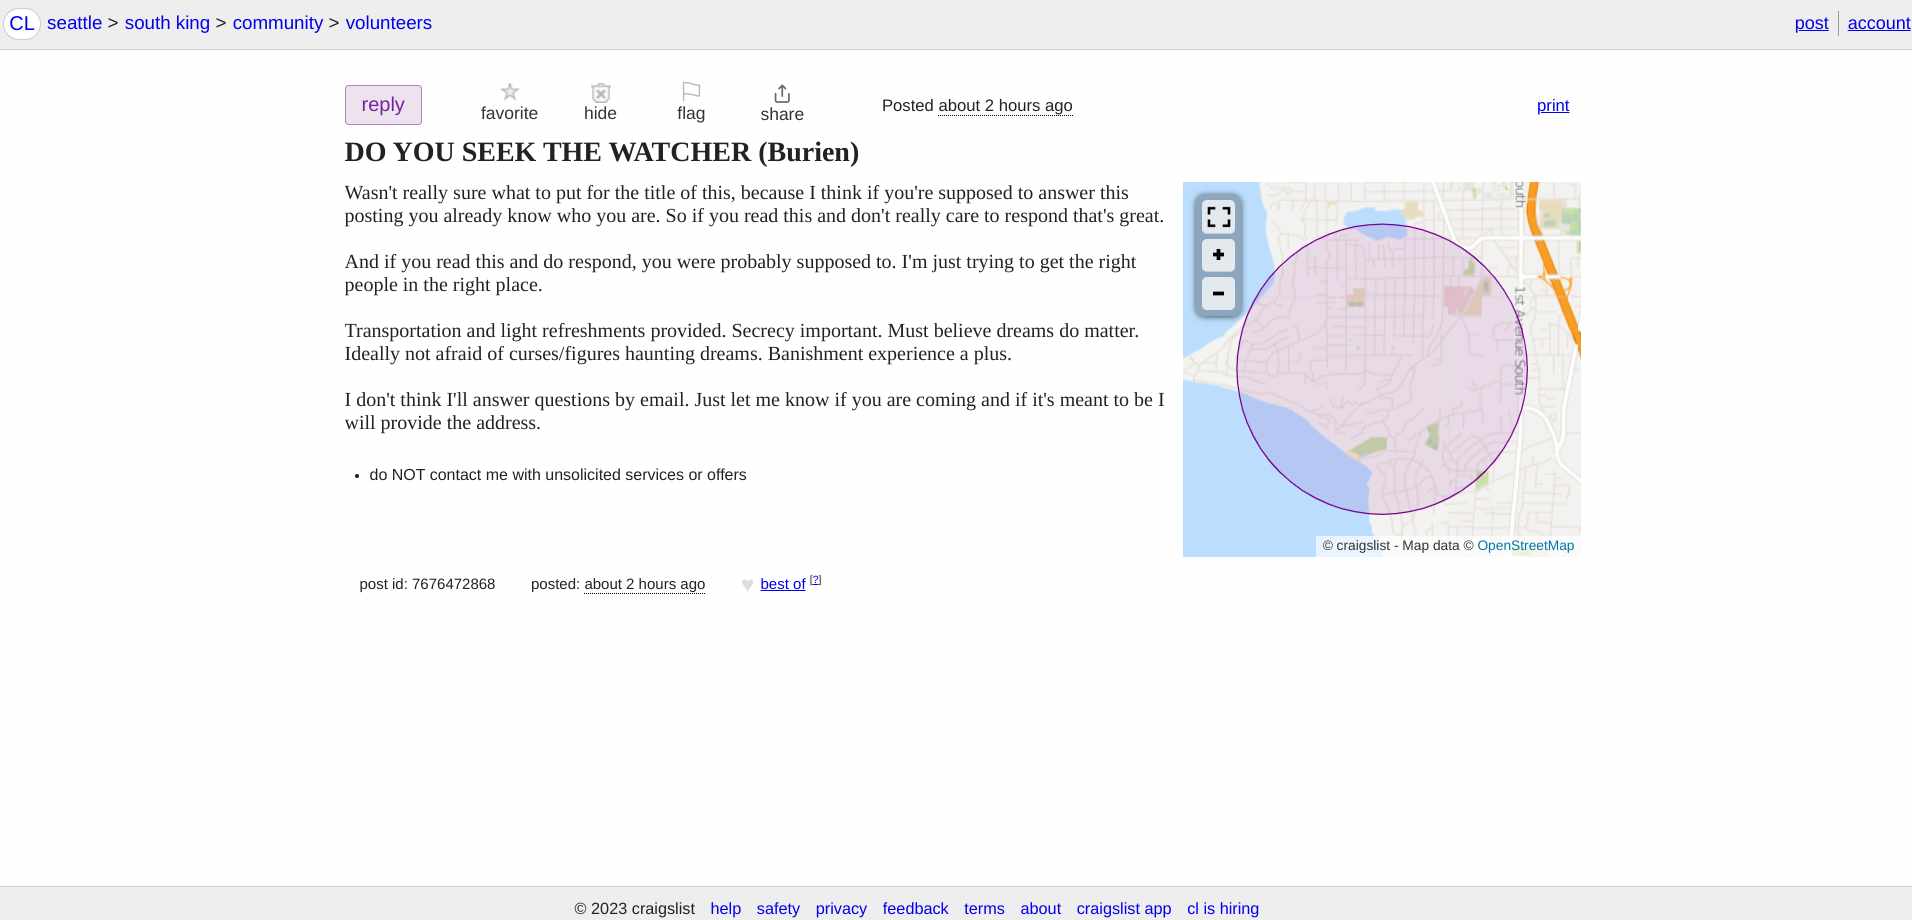 CL seattle > south king > community > volunteers post account
reply favorite hide flag share Posted about 2 hours ago print
DO YOU SEEK THE WATCHER (Burien)
Wasn't really sure what to put for the title of this, because I think if you're supposed to answer this
posting you already know who you are. So if you read this and don't really care to respond that's great.
And if you read this and do respond, you were probably supposed to. I'm just trying to get the right
people in the right place.
Transportation and light refreshments provided. Secrecy important. Must believe dreams do matter.
Ideally not afraid of curses/figures haunting dreams. Banishment experience a plus.
I don't think I'll answer questions by email. Just let me know if you are coming and if it's meant to be I
will provide the address.
• do NOT contact me with unsolicited services or offers
+
1st Avenue South
−
© craigslist - Map data © OpenStreetMap
post id: 7676472868 posted: about 2 hours ago ♥ best of [?]
© 2023 craigslist help safety privacy feedback terms about craigslist app cl is hiring